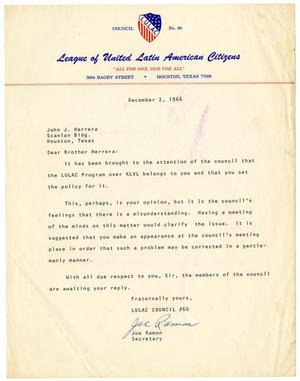 COUNCIL
LULAC
No. 60
League of United Latin American Citizens
"ALL FOR ONE, ONE FOR ALL"
3004 BAGBY STREET • HOUSTON, TEXAS 77006
December 2, 1966
John J. Herrera
Scanlan Bldg.
Houston, Texas
Dear Brother Herrera:
It has been brought to the attention of the council that
the LULAC Program over KLVL belongs to you and that you set
the policy for it.
This, perhaps, is your opinion, but it is the council's
feelings that there is a misunderstanding. Having a meeting
of the minds on this matter would clarify the issue. It is
suggested that you make an appearance at the council's meeting
place in order that such a problem may be corrected in a gentle-
manly manner.
With all due respect to you, Sir, the members of the council
are awaiting your reply.
Fraternally yours,
LULAC COUNCIL #60
Joe Ramon
Joe Ramon
Secretary